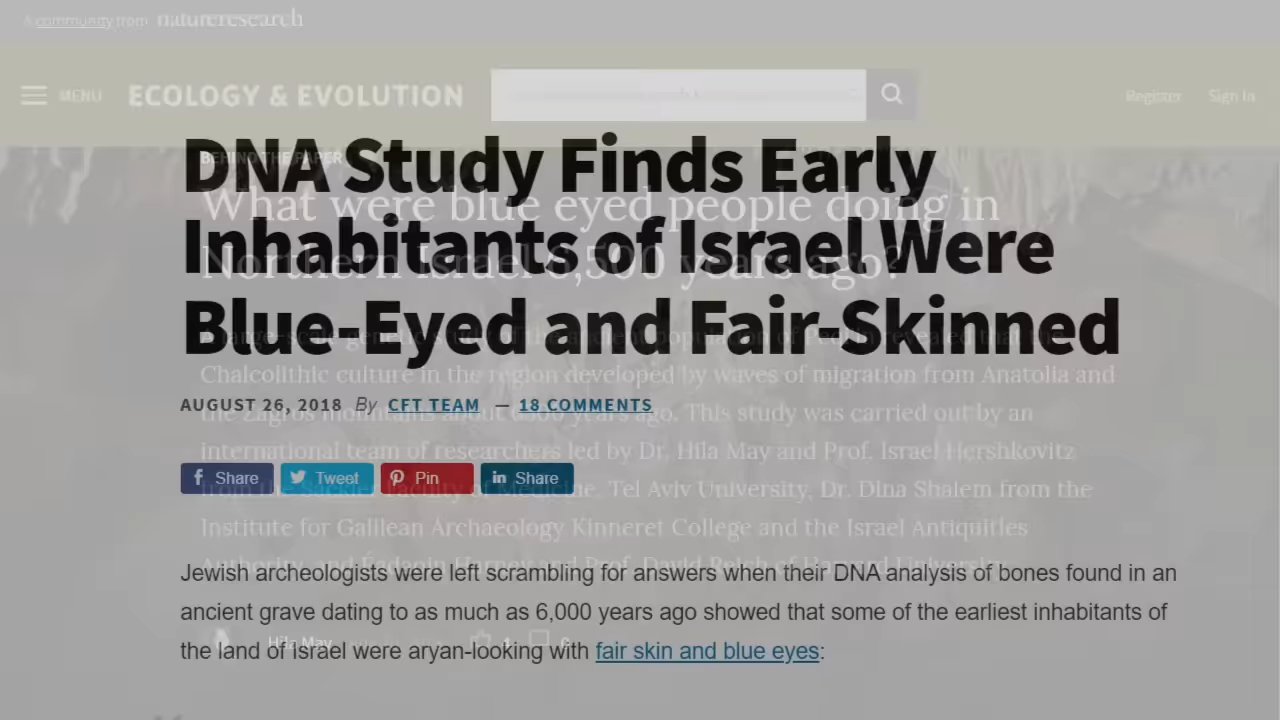 A community from natureresearch
MENU ECOLOGY & EVOLUTION Register Sign In
BEHIND THE PAPER
DNA Study Finds Early
What were blue eyed people doing in
Inhabitants of Israel Were
Northern Israel 6,500 years ago?
Blue-Eyed and Fair-Skinned
Chalcolithic culture in the region developed by waves of migration from Anatolia and
AUGUST 26, 2018 By CFT TEAM — 18 COMMENTS
the Zagros mountains about years ago. This study was carried out by an
international team of researchers led by Dr. Hila May and Prof. Israel Hershkovitz
Share Tweet Pin Share
from the Sackler Faculty of Medicine, Tel Aviv University, Dr. Dina Shalem from the
Institute for Galilean Archaeology Kinneret College and the Israel Antiquities
Jewish archeologists were left scrambling for answers when their DNA analysis of bones found in an
ancient grave dating to as much as 6,000 years ago showed that some of the earliest inhabitants of
Hila May
the land of Israel were aryan-looking with fair skin and blue eyes: